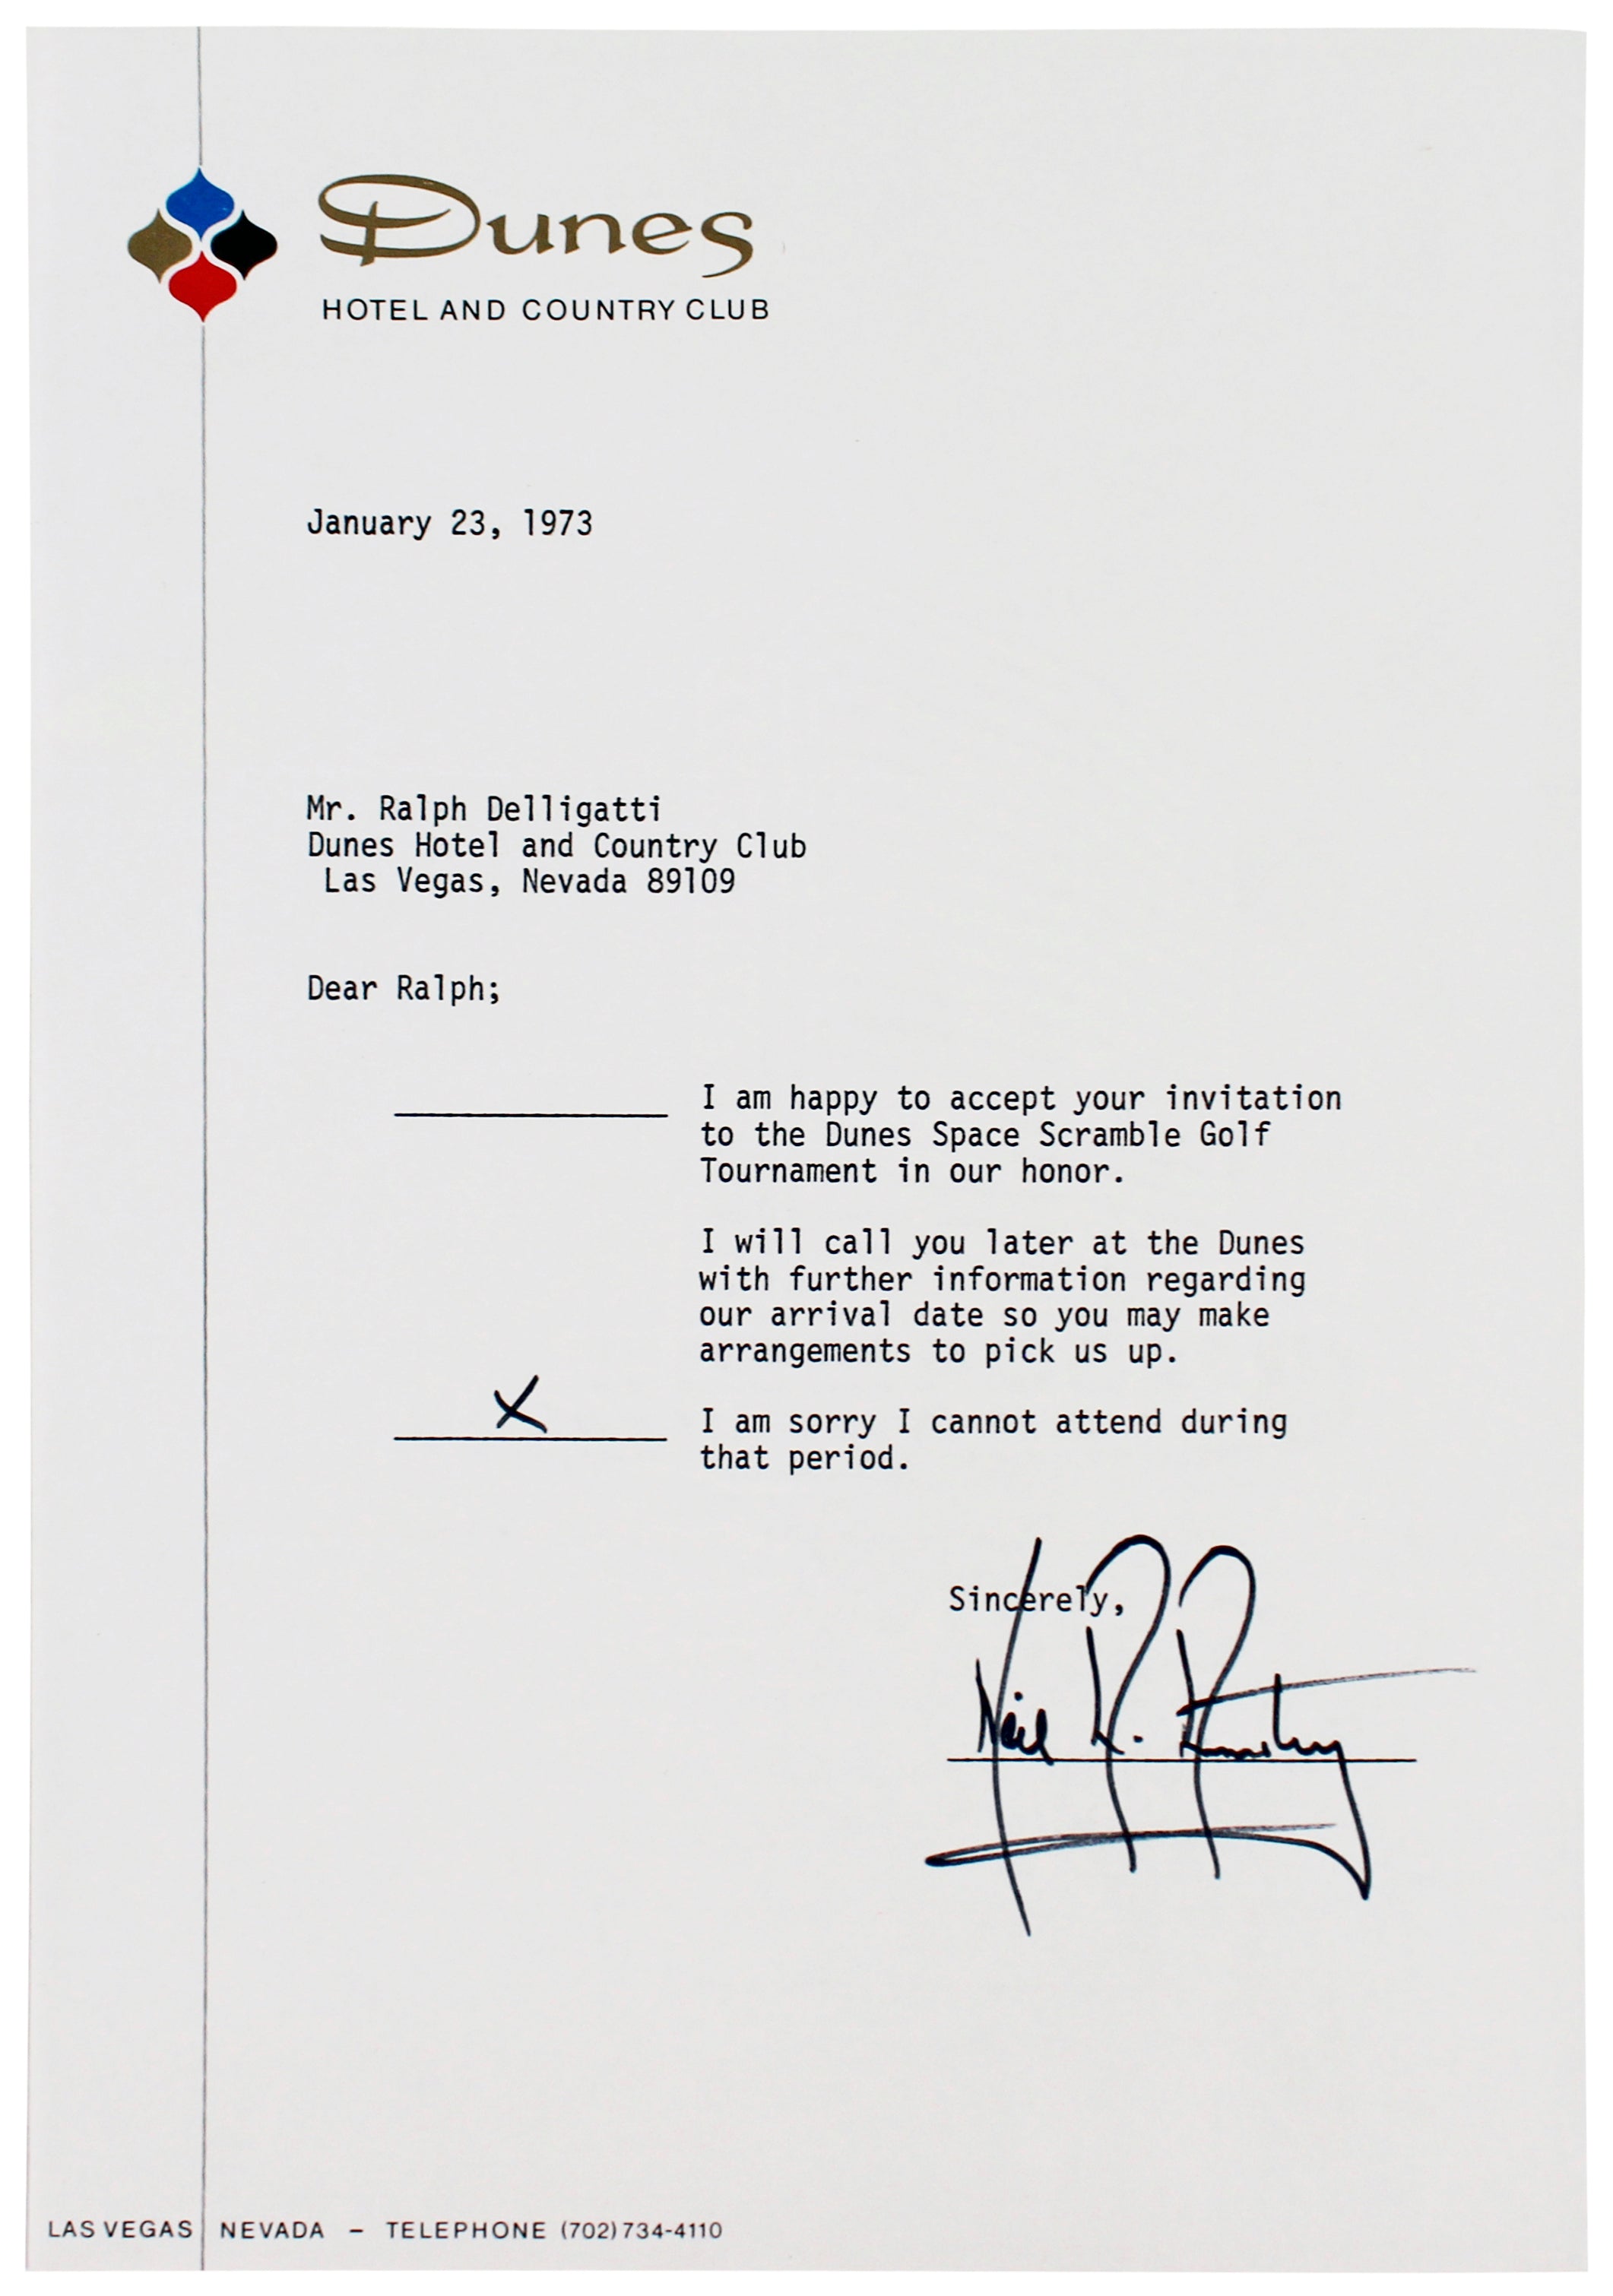 Dunes
HOTEL AND COUNTRY CLUB
January 23, 1973
Mr. Ralph Delligatti
Dunes Hotel and Country Club
Las Vegas, Nevada 89109
Dear Ralph;
I am happy to accept your invitation
to the Dunes Space Scramble Golf
Tournament in our honor.
I will call you later at the Dunes
with further information regarding
our arrival date so you may make
arrangements to pick us up.
X I am sorry I cannot attend during
that period.
Sincerely,
Neil A. Armstrong
LAS VEGAS NEVADA – TELEPHONE (702) 734-4110